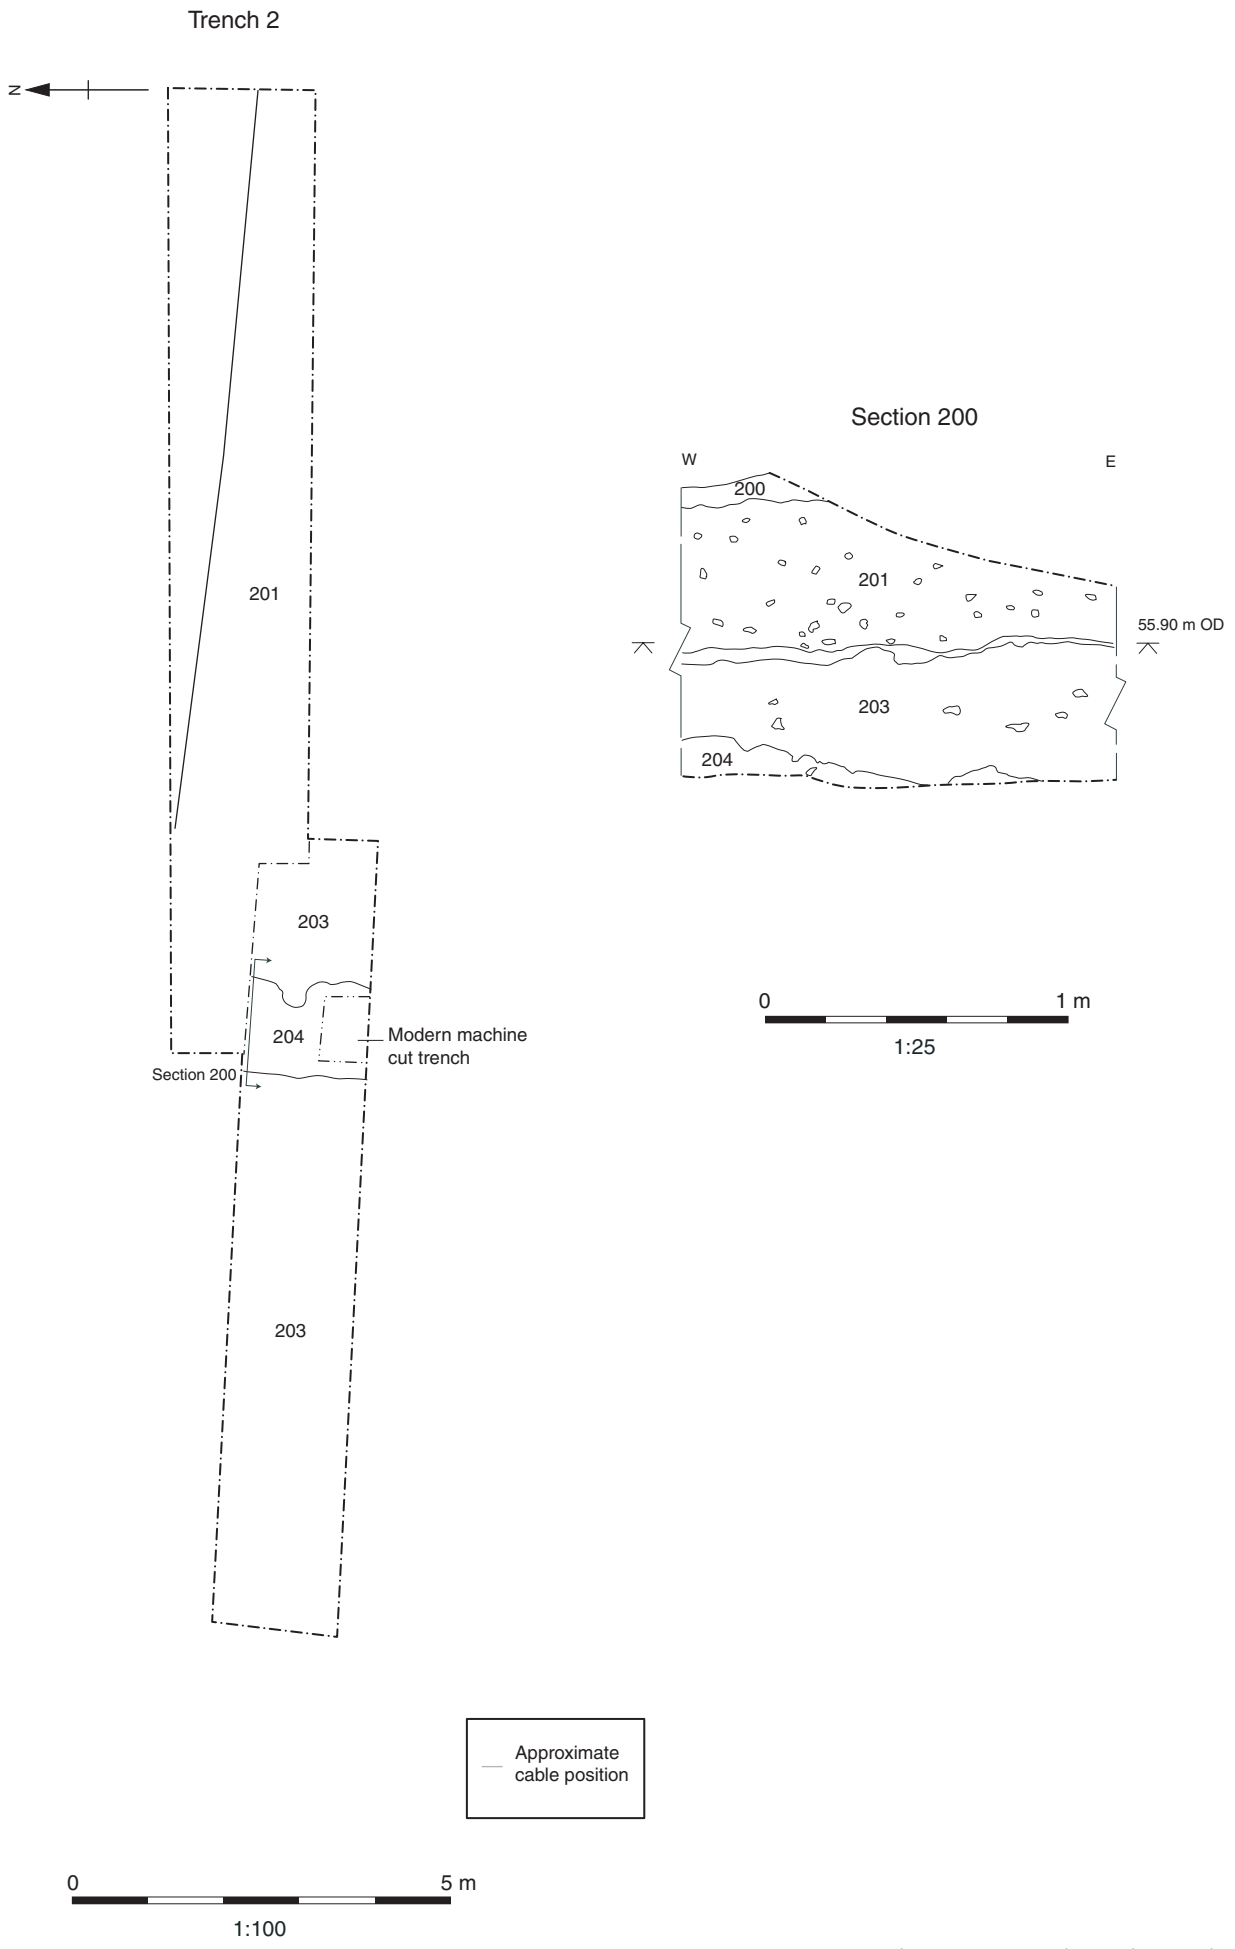 Trench 2
N
201
203
204
Modern machine
cut trench
Section 200
203
Section 200
W
E
200
201
55.90 m OD
203
204
0
1 m
1:25
Approximate
cable position
0
5 m
1:100